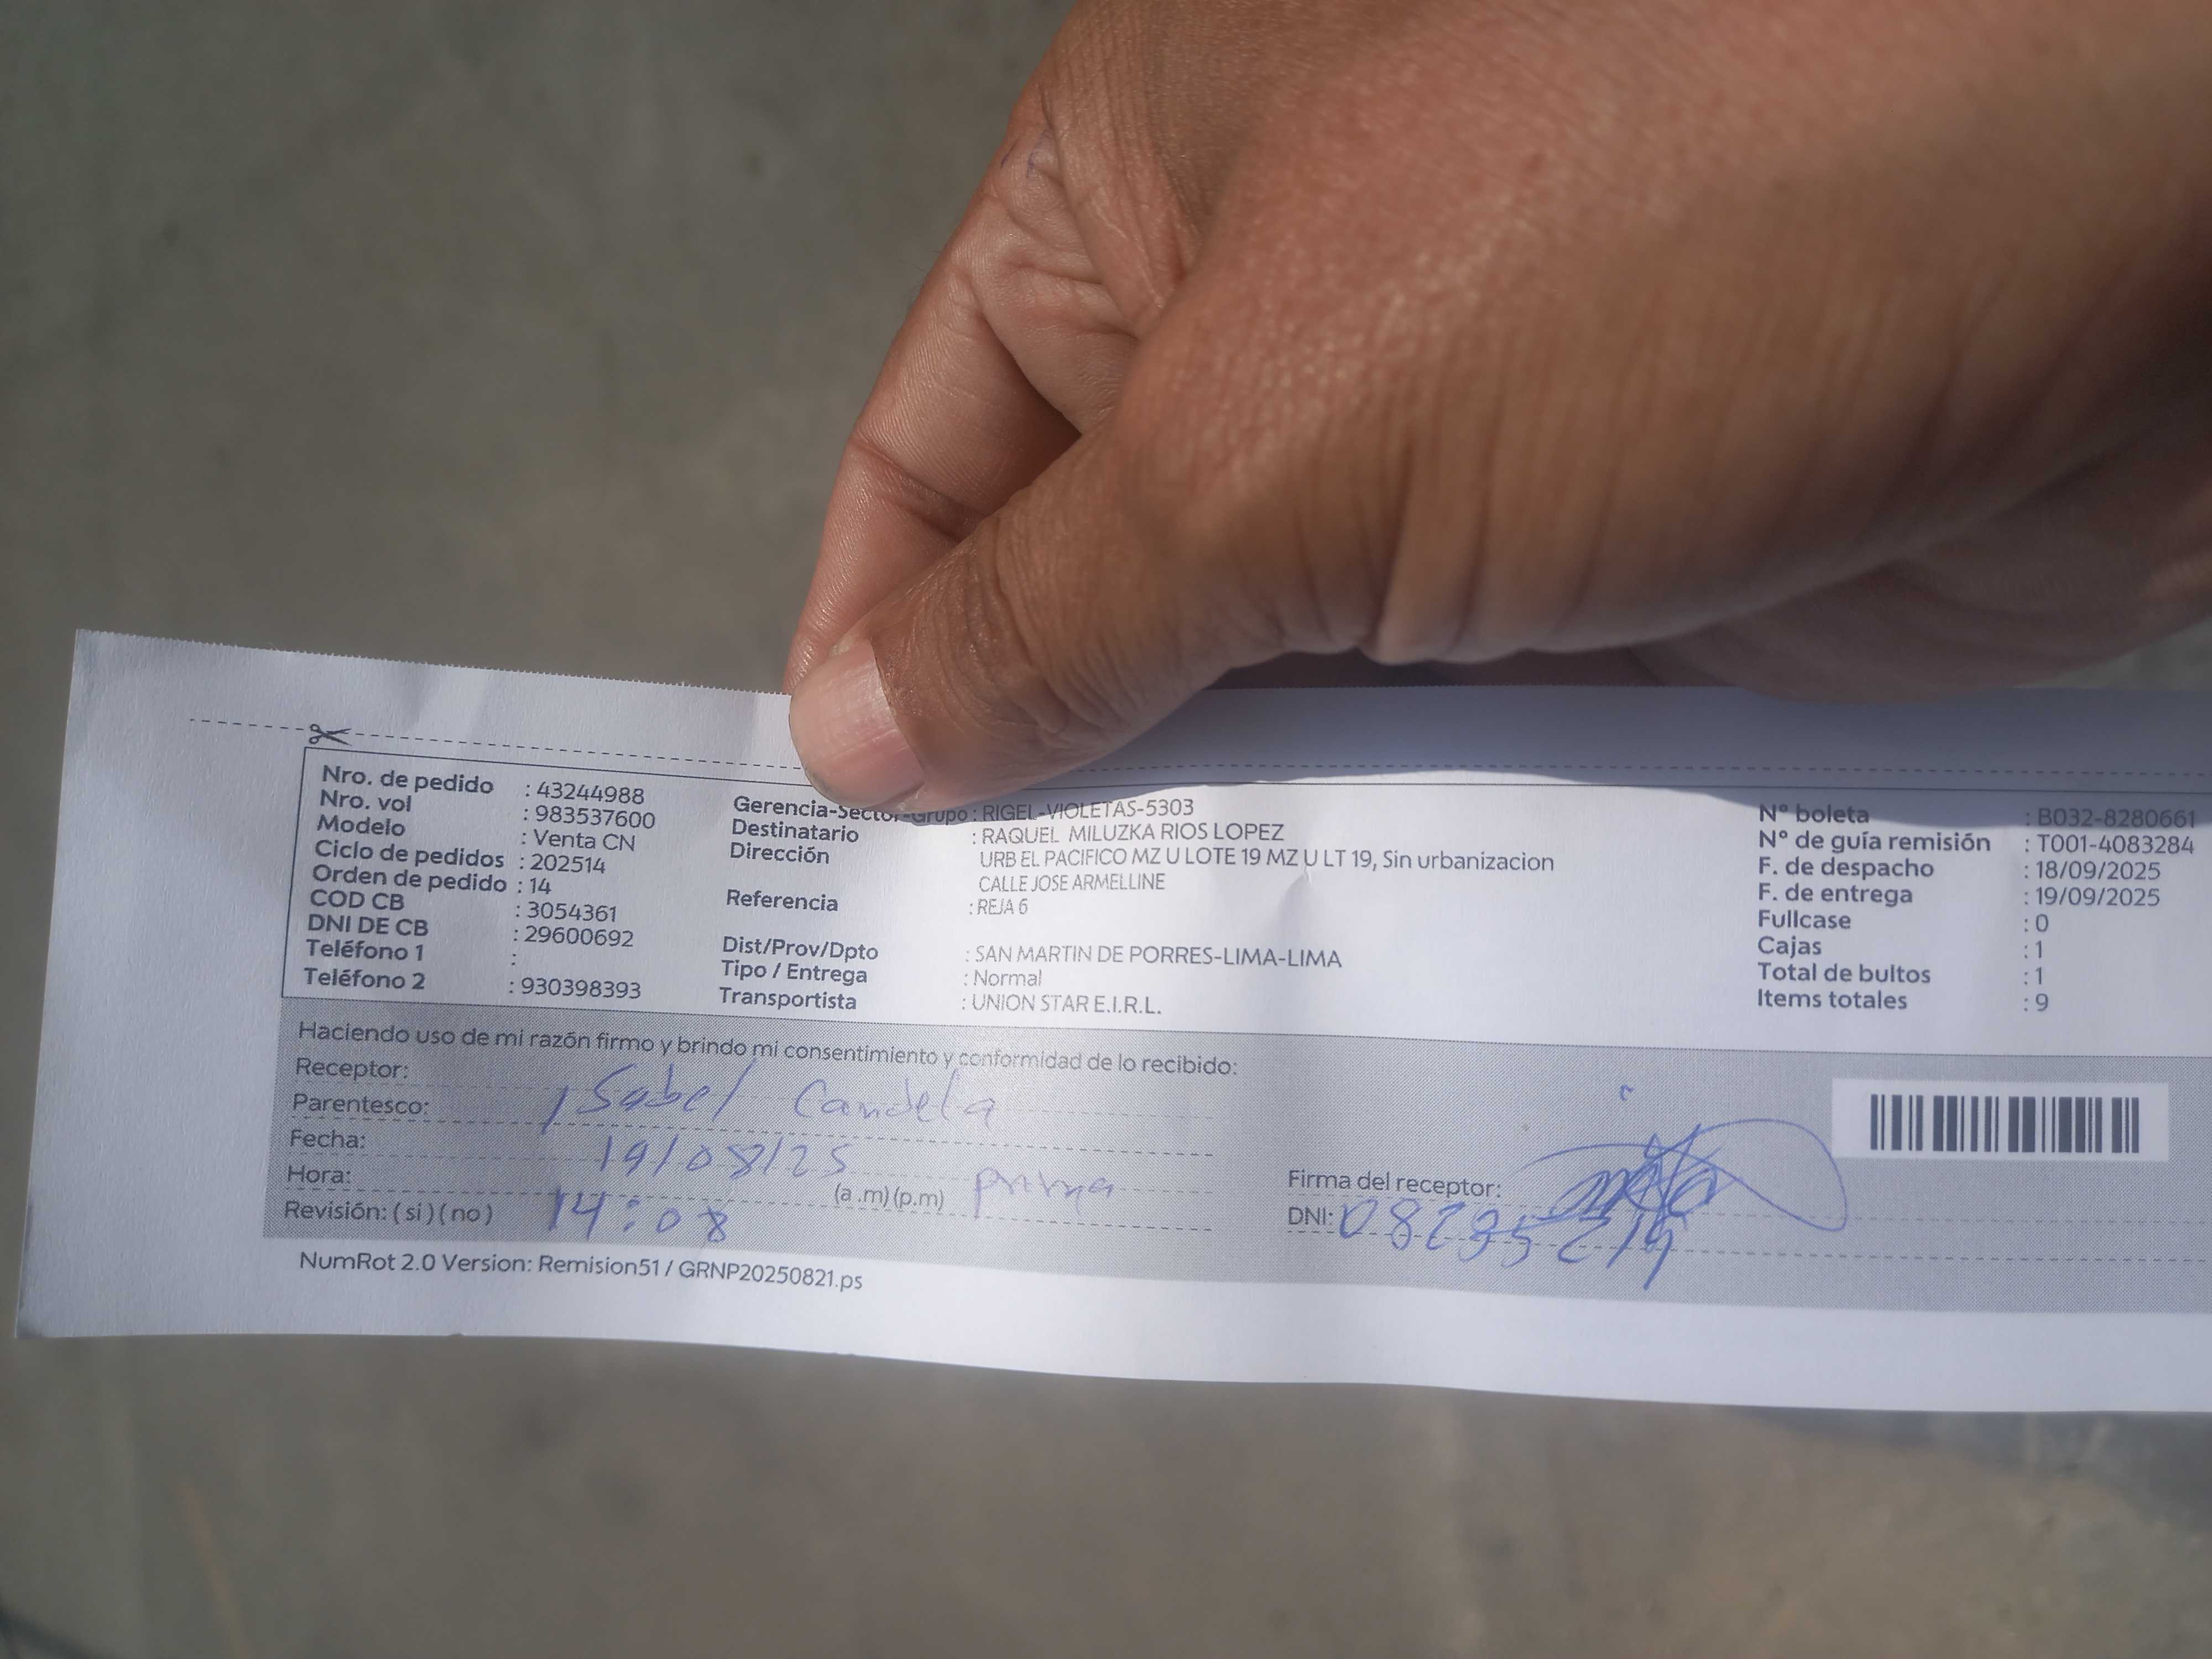 Nro. de pedido : 43244988
Nro. vol : 983537600
Modelo : Venta CN
Ciclo de pedidos : 202514
Orden de pedido : 14
COD CB : 3054361
DNI DE CB : 29600692
Teléfono 1 :
Teléfono 2 : 930398393
Gerencia-Sector-Grupo : RIGEL-VIOLETAS-5303
Destinatario : RAQUEL MILUZKA RIOS LOPEZ
Dirección URB EL PACIFICO MZ U LOTE 19 MZ U LT 19, Sin urbanizacion
CALLE JOSE ARMELLINE
Referencia : REJA 6
Dist/Prov/Dpto : SAN MARTIN DE PORRES-LIMA-LIMA
Tipo / Entrega : Normal
Transportista : UNION STAR E.I.R.L.
Nº boleta : B032-8280661
Nº de guía remisión : T001-4083284
F. de despacho : 18/09/2025
F. de entrega : 19/09/2025
Fullcase : 0
Cajas : 1
Total de bultos : 1
Items totales : 9
Haciendo uso de mi razón firmo y brindo mi consentimiento y conformidad de lo recibido:
Receptor: Isabel Candela
Parentesco: prima
Fecha: 19/08/25
Hora: 14:08 (a .m) (p.m)
Revisión: ( si ) ( no )
Firma del receptor:
DNI:
NumRot 2.0 Version: Remision51 / GRNP20250821.ps